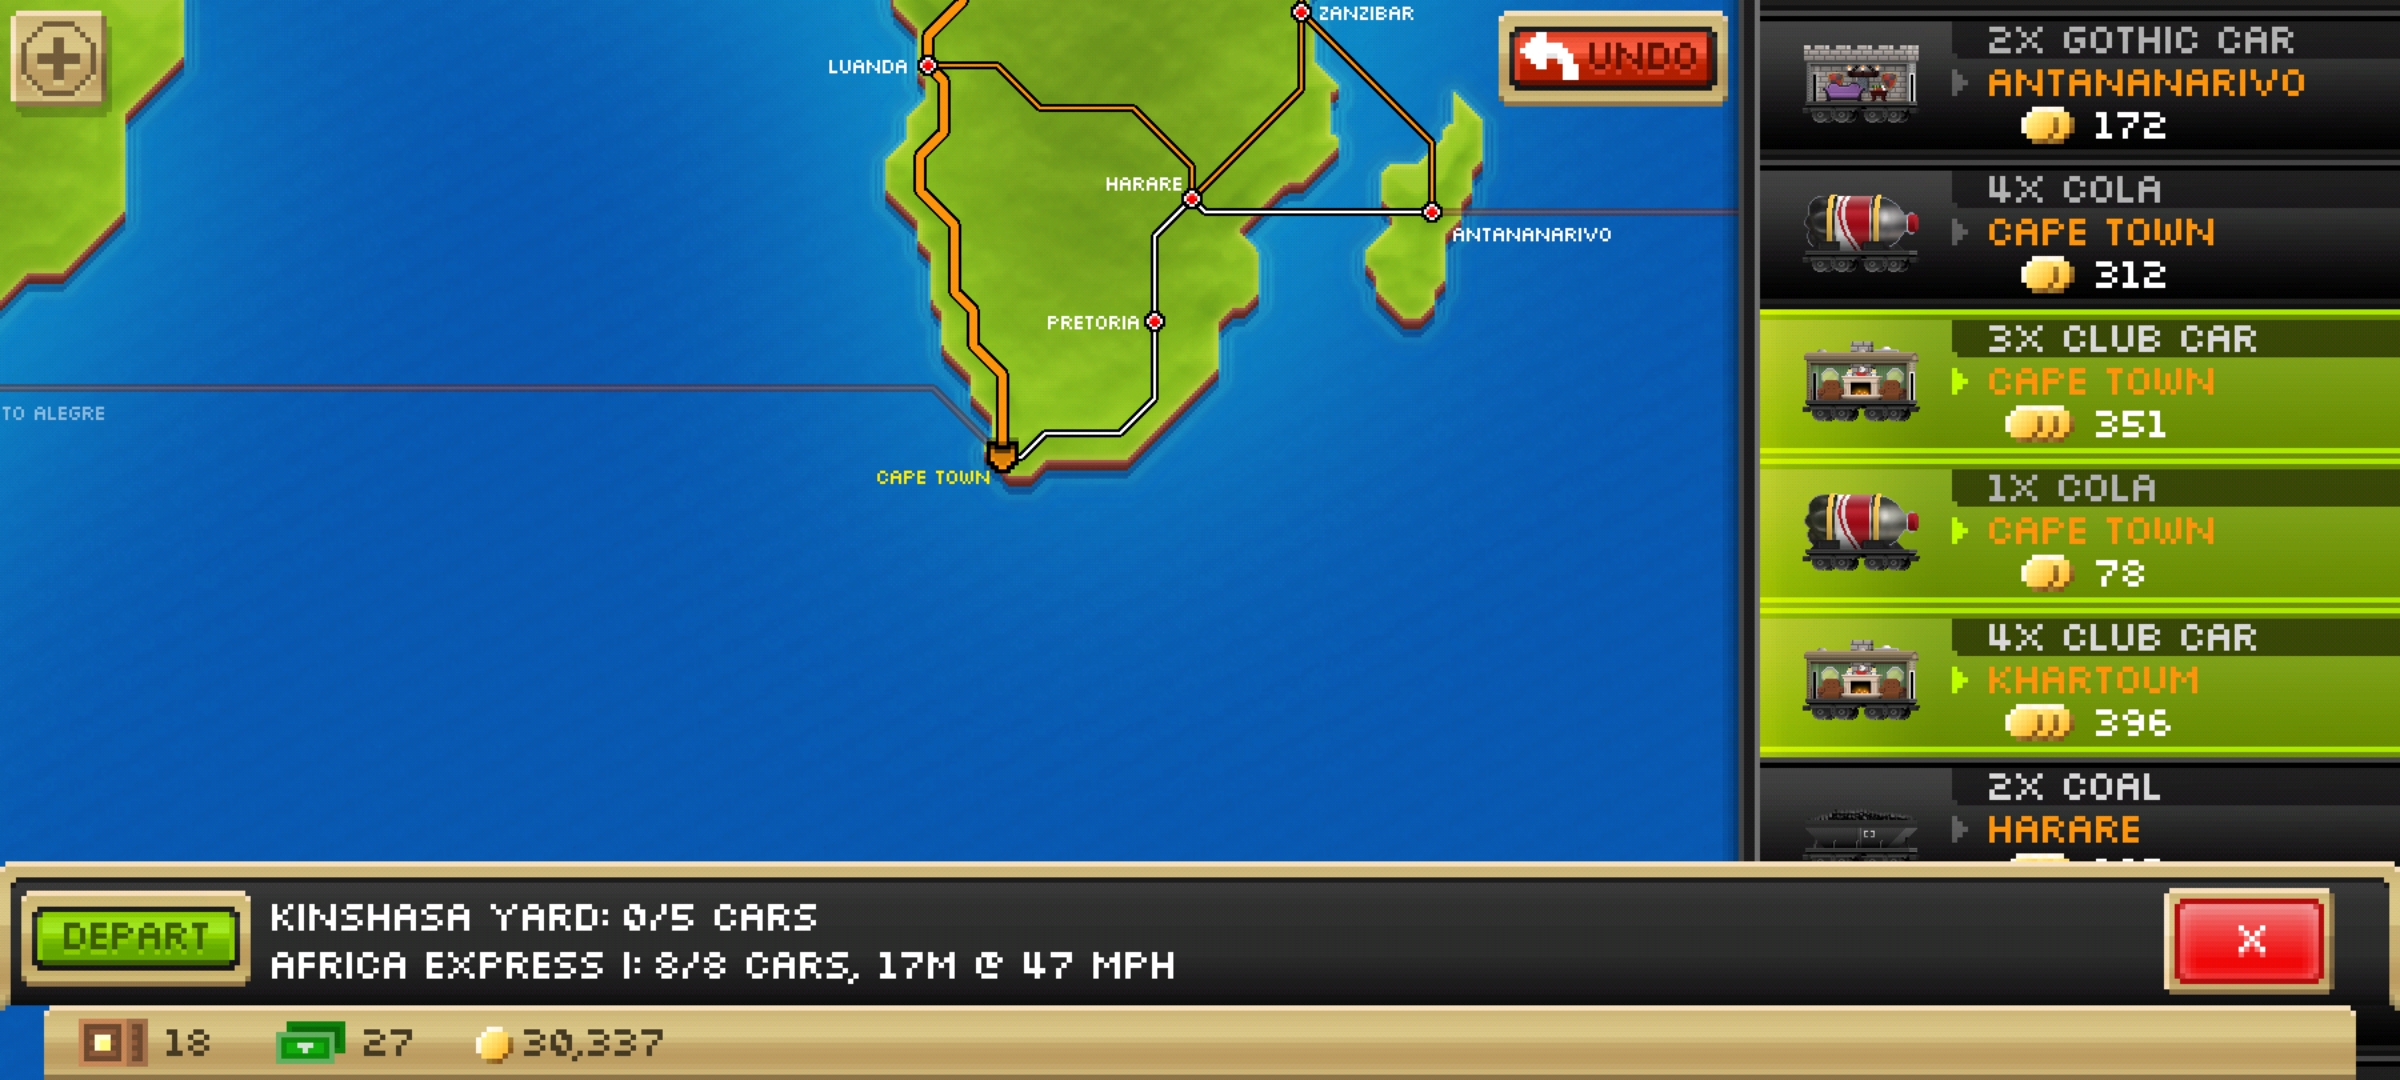 ZANZIBAR
LUANDA
UNDO
HARARE
ANTANANARIVO
PRETORIA
TO ALEGRE
CAPE TOWN
2X GOTHIC CAR
ANTANANARIVO
172
4X COLA
CAPE TOWN
312
3X CLUB CAR
CAPE TOWN
351
1X COLA
CAPE TOWN
78
4X CLUB CAR
KHARTOUM
396
2X COAL
HARARE
DEPART
KINSHASA YARD: 0/5 CARS
AFRICA EXPRESS I: 8/8 CARS, 17M @ 47 MPH
X
18
27
30,337